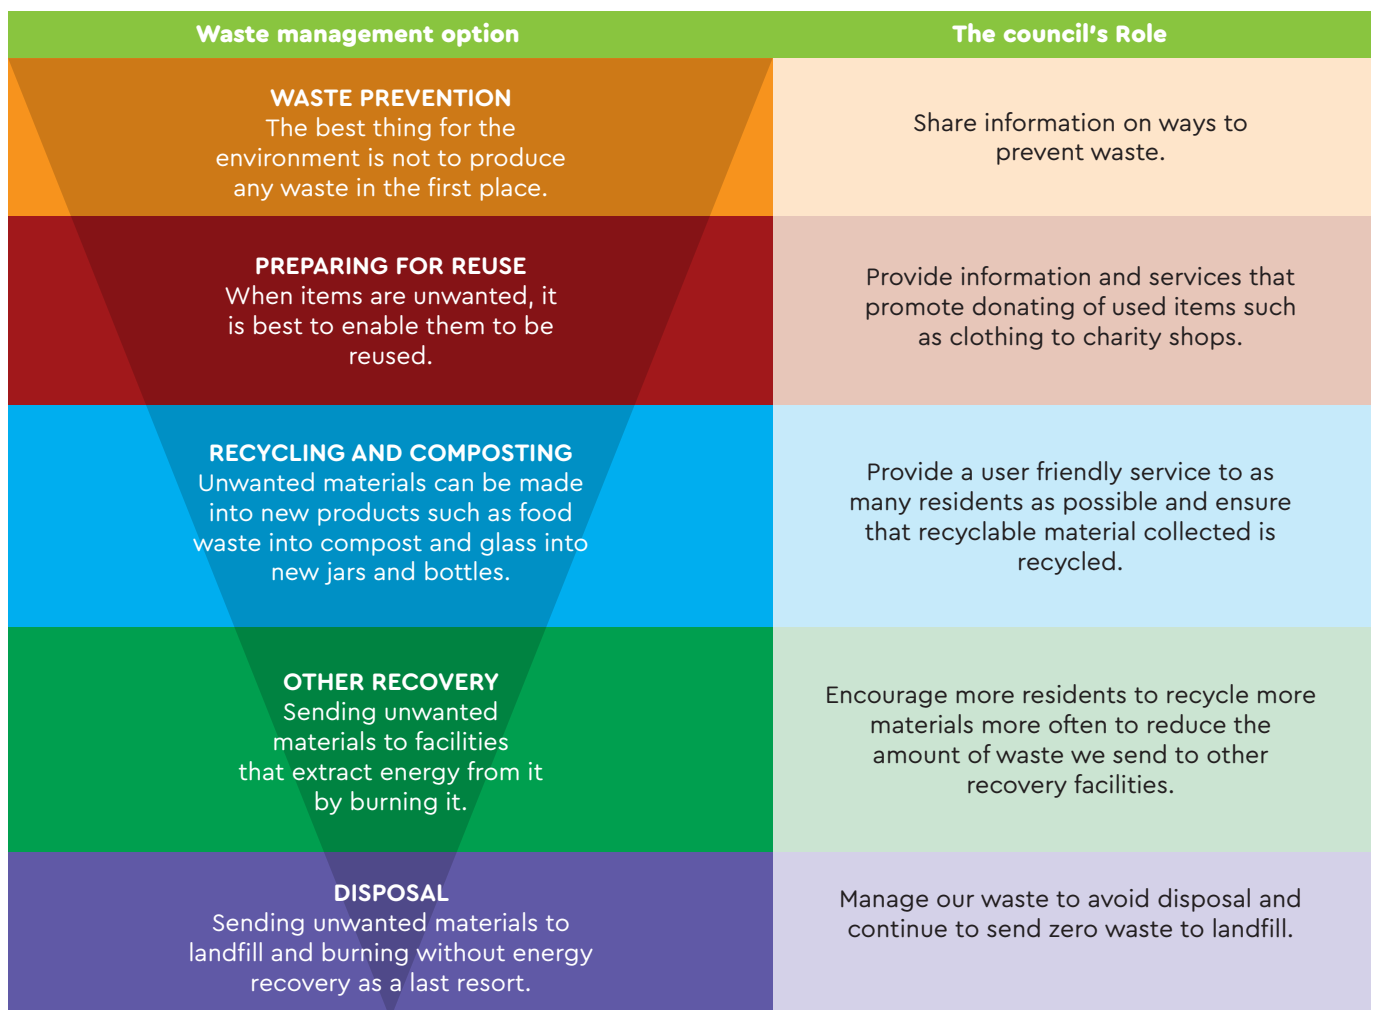 Waste management option
The council's Role
WASTE PREVENTION
The best thing for the
environment is not to produce
any waste in the first place.
Share information on ways to
prevent waste.
PREPARING FOR REUSE
When items are unwanted, it
is best to enable them to be
reused.
Provide information and services that
promote donating of used items such
as clothing to charity shops.
RECYCLING AND COMPOSTING
Unwanted materials can be made
into new products such as food
waste into compost and glass into
new jars and bottles.
Provide a user friendly service to as
many residents as possible and ensure
that recyclable material collected is
recycled.
OTHER RECOVERY
Sending unwanted
materials to facilities
that extract energy from it
by burning it.
Encourage more residents to recycle more
materials more often to reduce the
amount of waste we send to other
recovery facilities.
DISPOSAL
Sending unwanted materials to
landfill and burning without energy
recovery as a last resort.
Manage our waste to avoid disposal and
continue to send zero waste to landfill.